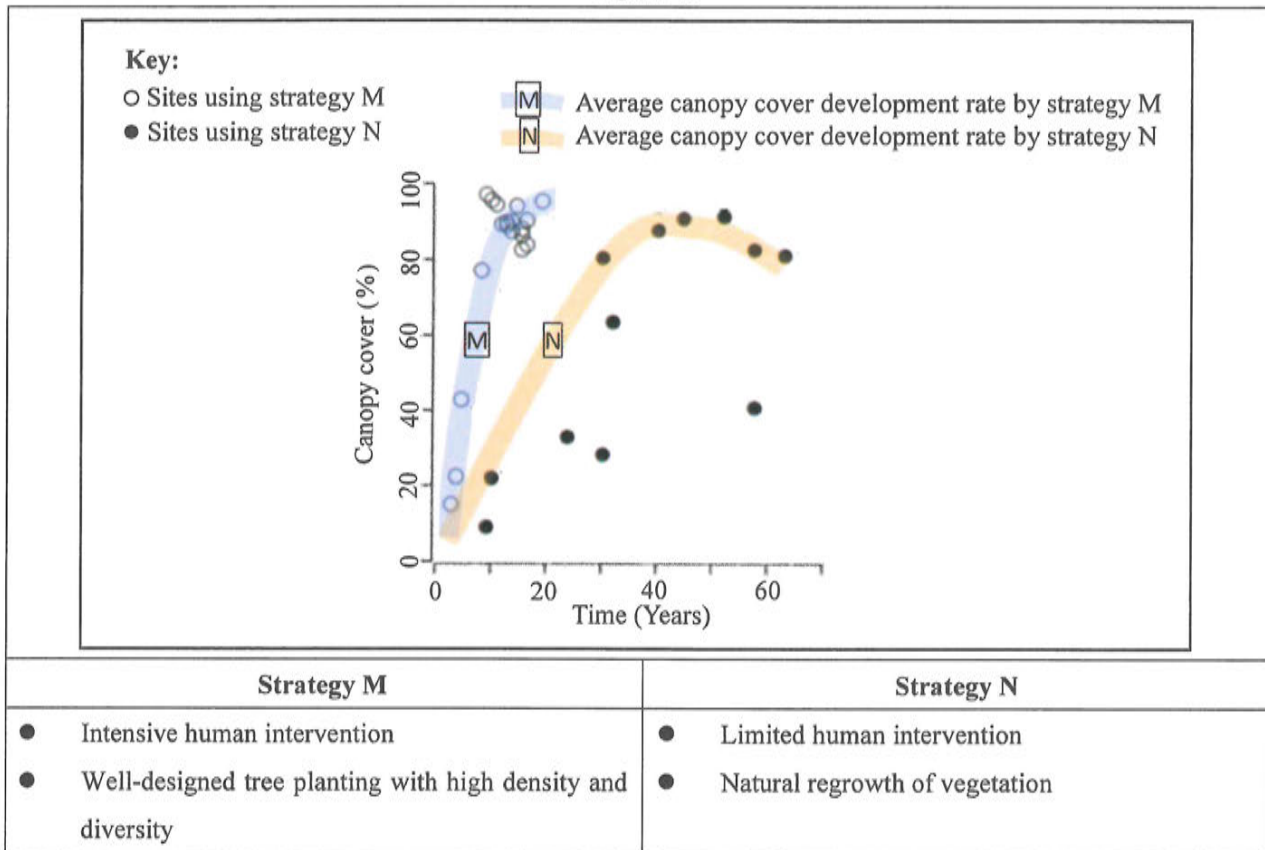 Key:
○ Sites using strategy M
● Sites using strategy N
M Average canopy cover development rate by strategy M
N Average canopy cover development rate by strategy N
Canopy cover (%)
100
80
60
40
20
0
M
N
0 20 40 60
Time (Years)
Strategy M
● Intensive human intervention
● Well-designed tree planting with high density and
diversity
Strategy N
● Limited human intervention
● Natural regrowth of vegetation